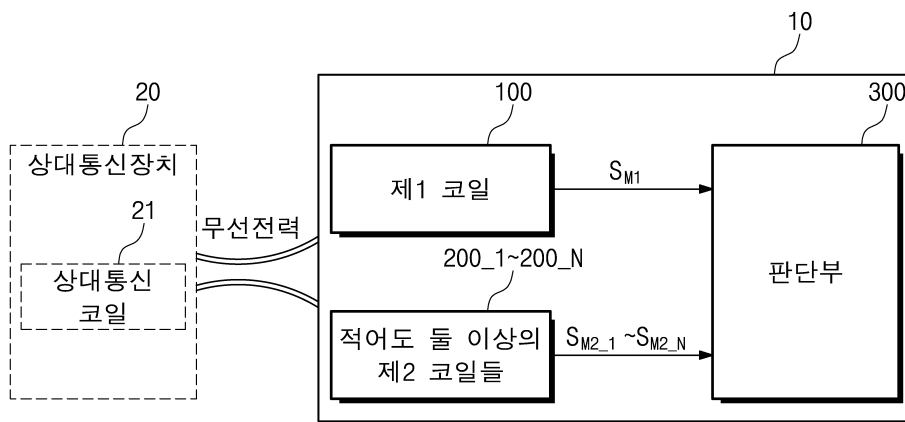 10
20
100
300
상대통신장치
제1 코일
S_M1
21
무선전력
200_1~200_N
판단부
상대통신
코일
적어도 둘 이상의
제2 코일들
S_M2_1 ~S_M2_N